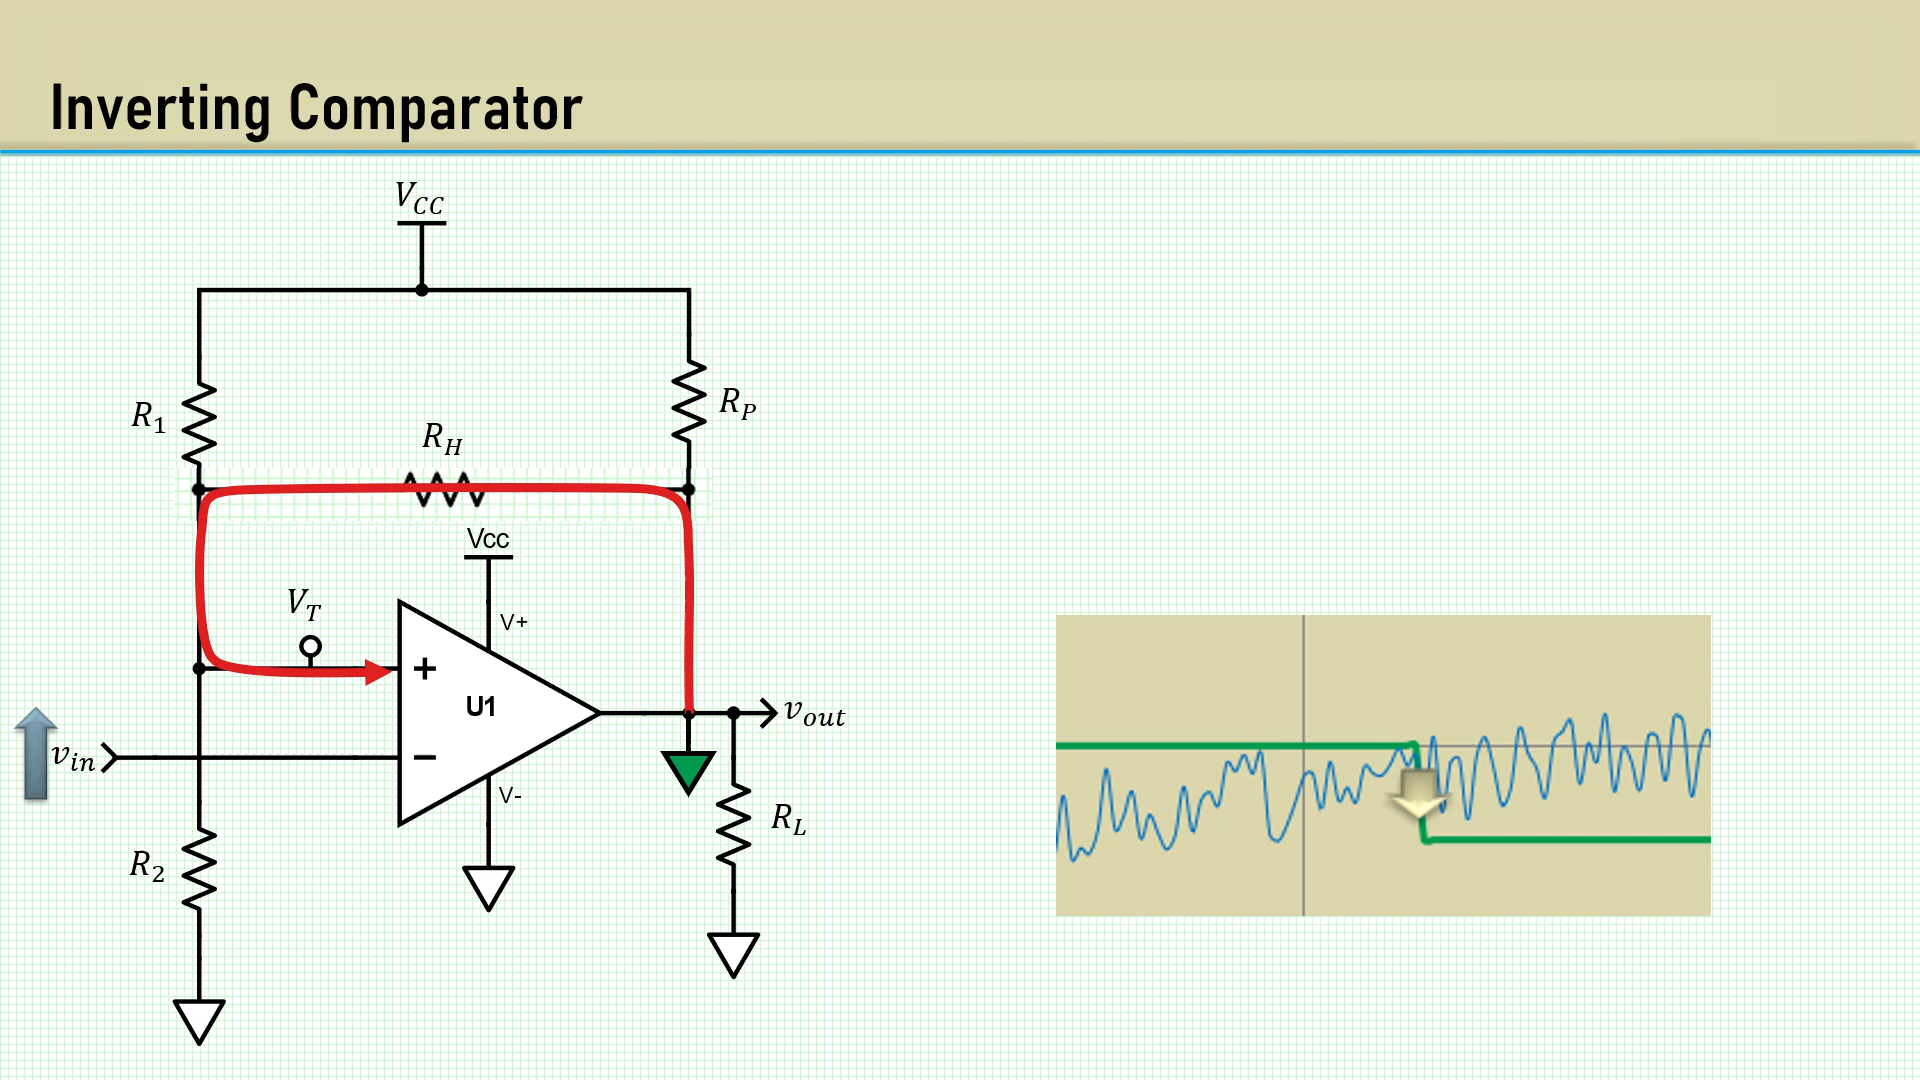 Inverting Comparator
V_CC
R_1
R_P
R_H
Vcc
V_T
V+
+
U1
v_out
v_in
−
V-
R_L
R_2